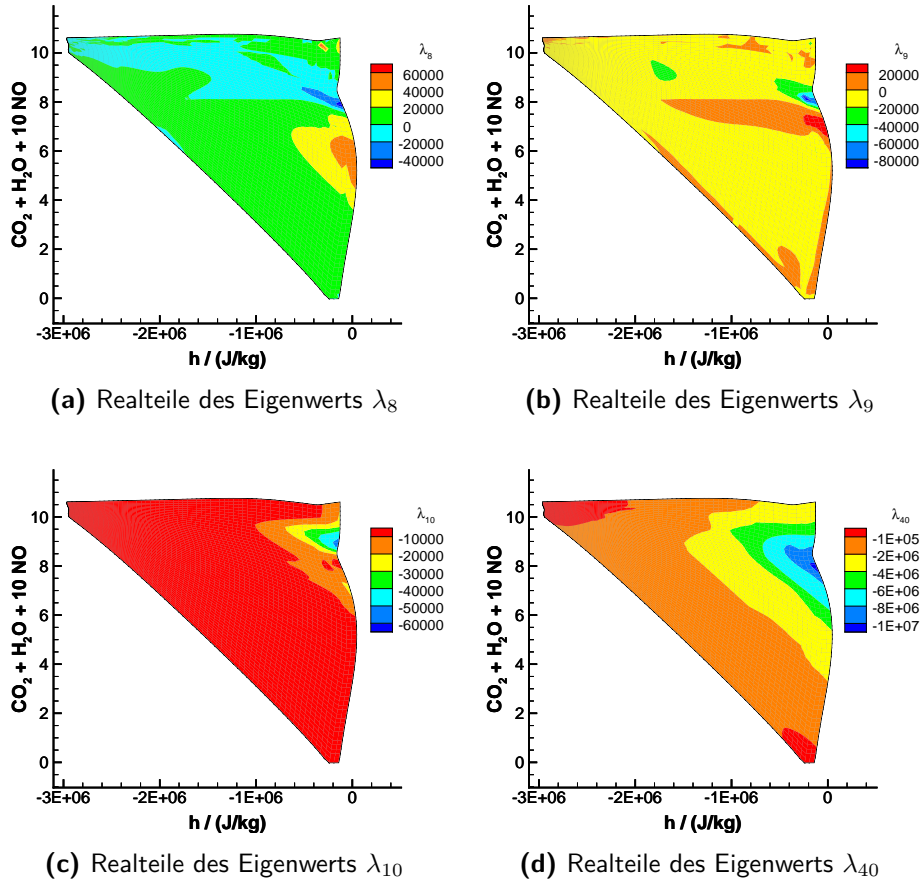 CO₂ + H₂O + 10 NO
10
8
6
4
2
0
-3E+06
-2E+06
-1E+06
0
h / (J/kg)
λ₈
60000
40000
20000
0
-20000
-40000
(a) Realteile des Eigenwerts λ₈
CO₂ + H₂O + 10 NO
10
8
6
4
2
0
-3E+06
-2E+06
-1E+06
0
h / (J/kg)
λ₉
20000
0
-20000
-40000
-60000
-80000
(b) Realteile des Eigenwerts λ₉
CO₂ + H₂O + 10 NO
10
8
6
4
2
0
-3E+06
-2E+06
-1E+06
0
h / (J/kg)
λ₁₀
-10000
-20000
-30000
-40000
-50000
-60000
(c) Realteile des Eigenwerts λ₁₀
CO₂ + H₂O + 10 NO
10
8
6
4
2
0
-3E+06
-2E+06
-1E+06
0
h / (J/kg)
λ₄₀
-1E+05
-2E+06
-4E+06
-6E+06
-8E+06
-1E+07
(d) Realteile des Eigenwerts λ₄₀